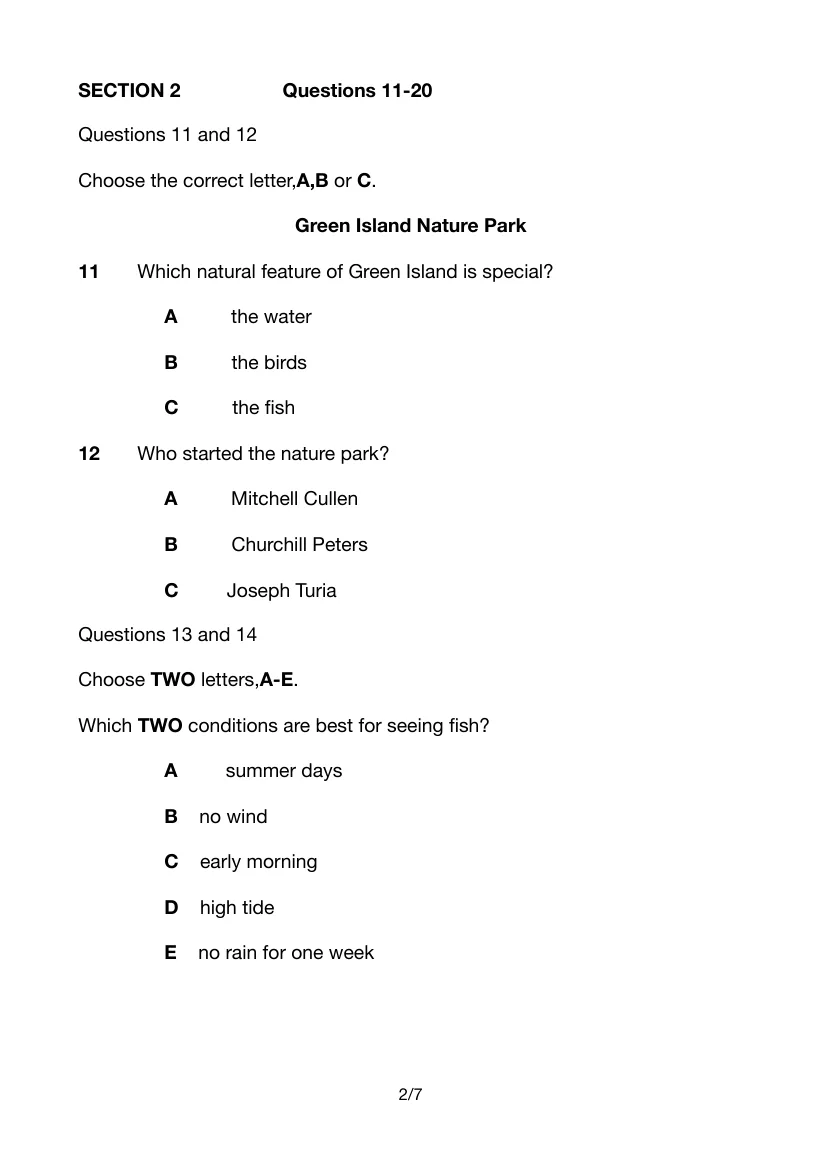 SECTION 2 Questions 11-20
Questions 11 and 12
Choose the correct letter,A,B or C.
Green Island Nature Park
11 Which natural feature of Green Island is special?
A the water
B the birds
C the fish
12 Who started the nature park?
A Mitchell Cullen
B Churchill Peters
C Joseph Turia
Questions 13 and 14
Choose TWO letters,A-E.
Which TWO conditions are best for seeing fish?
A summer days
B no wind
C early morning
D high tide
E no rain for one week
2/7